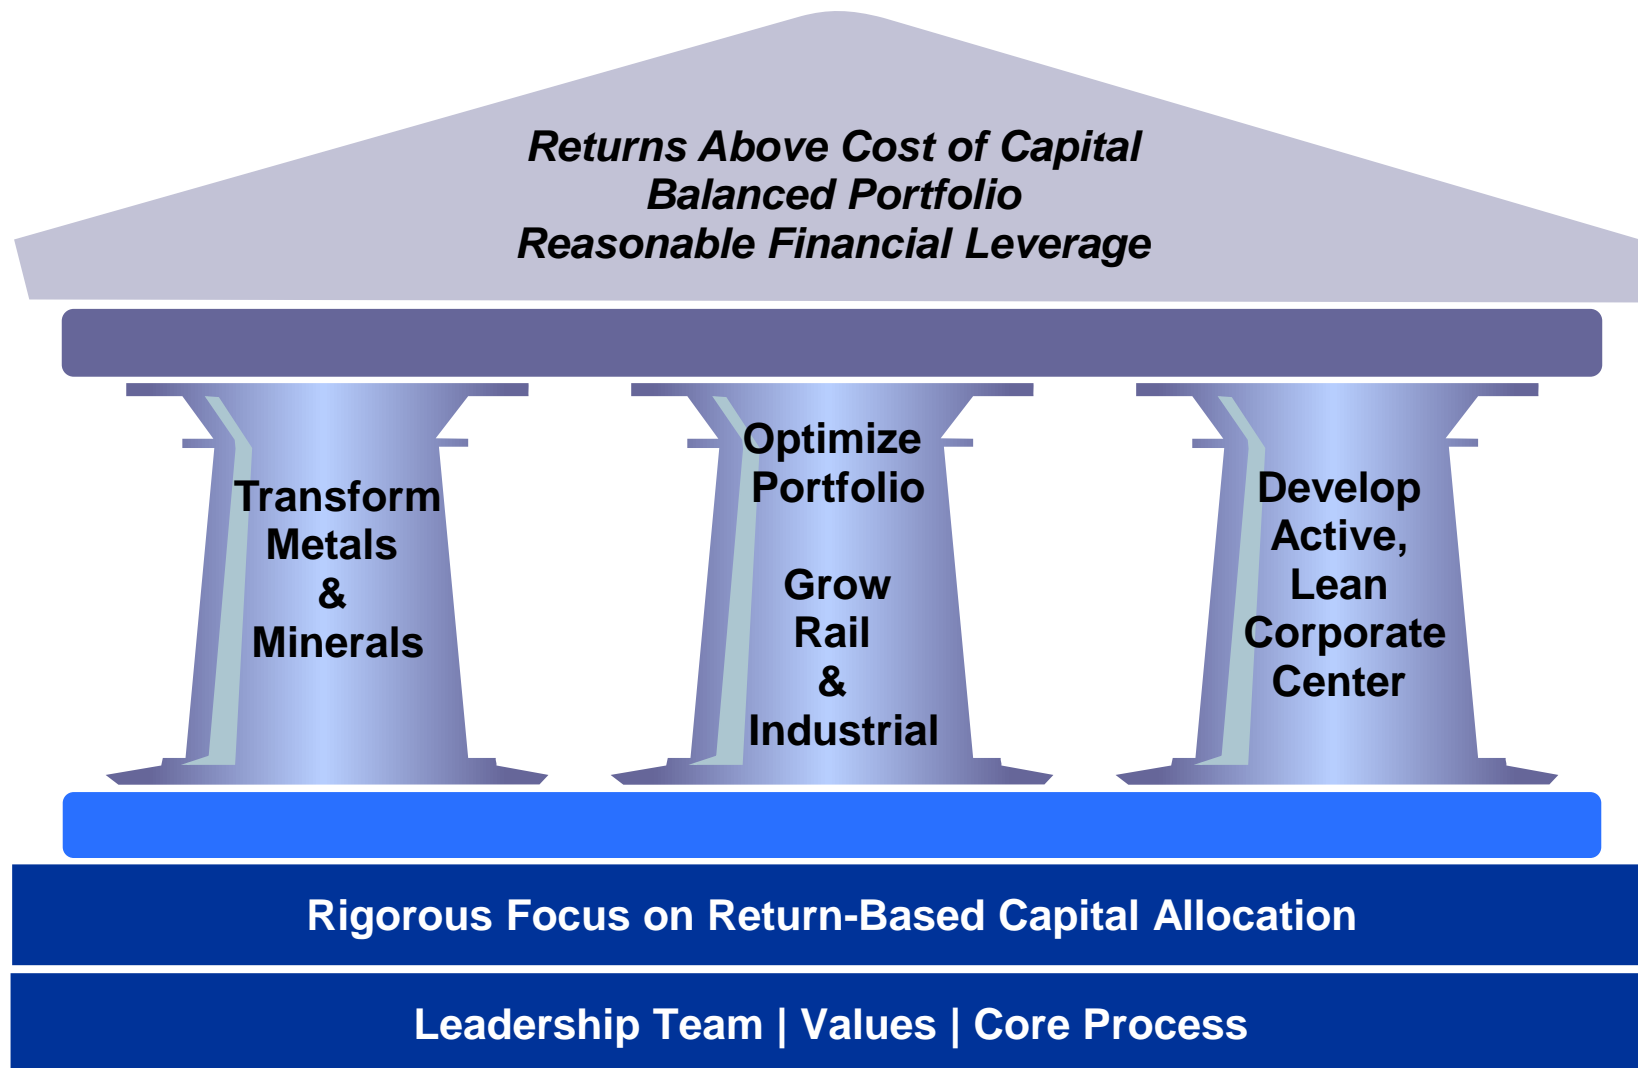 Returns Above Cost of Capital
Balanced Portfolio
Reasonable Financial Leverage
Transform
Metals
&
Minerals
Optimize
Portfolio
Grow
Rail
&
Industrial
Develop
Active,
Lean
Corporate
Center
Rigorous Focus on Return-Based Capital Allocation
Leadership Team | Values | Core Process